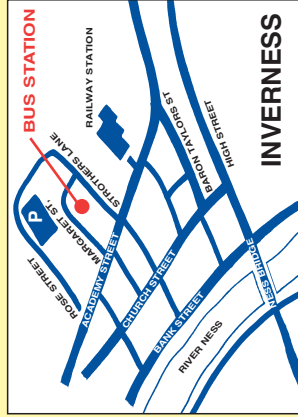 BUS STATION
RAILWAY STATION
STROTHERS LANE
P
MARGARET ST.
ROSE STREET
ACADEMY STREET
BARON TAYLORS ST
HIGH STREET
CHURCH STREET
BANK STREET
NESS BRIDGE
RIVER NESS
INVERNESS